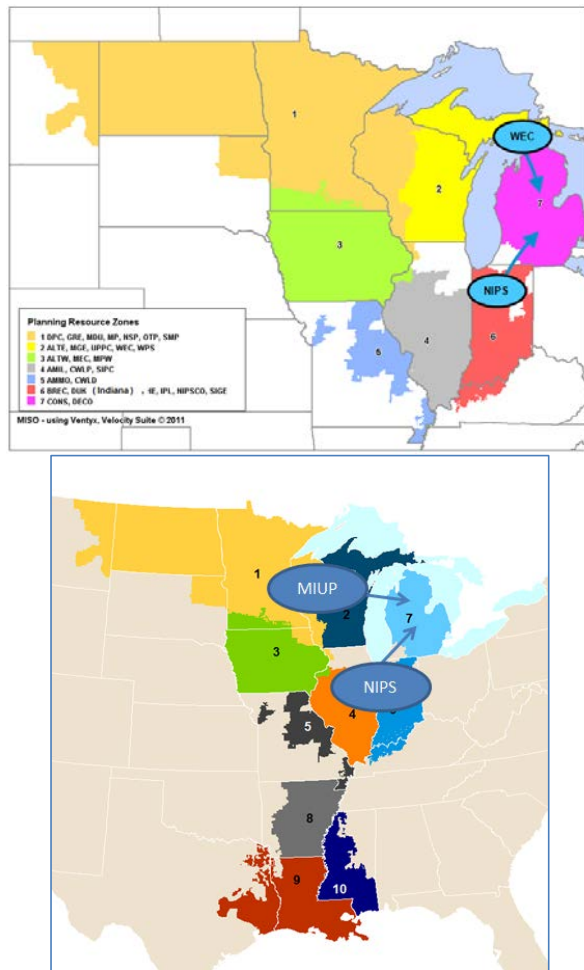 1
WEC
2
7
3
NIPS
4
5
6
Planning Resource Zones
1 DPC, GRE, MDU, MP, NSP, OTP, SMP
2 ALTE, MGE, UPPC, WEC, WPS
3 ALTW, MEC, MPW
4 AMIL, CWLP, SIPC
5 AMMO, CWLD
6 BREC, DUK (Indiana) , HE, IPL, NIPSCO, SIGE
7 CONS, DECO
MISO - using Ventyx, Velocity Suite © 2011
1
MIUP
2
7
3
NIPS
4
5
8
9
10